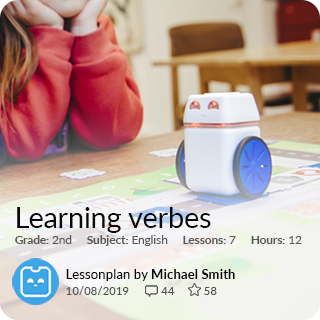 Learning verbes
Grade: 2nd Subject: English Lessons: 7 Hours: 12
Lessonplan by Michael Smith
10/08/2019 44 58